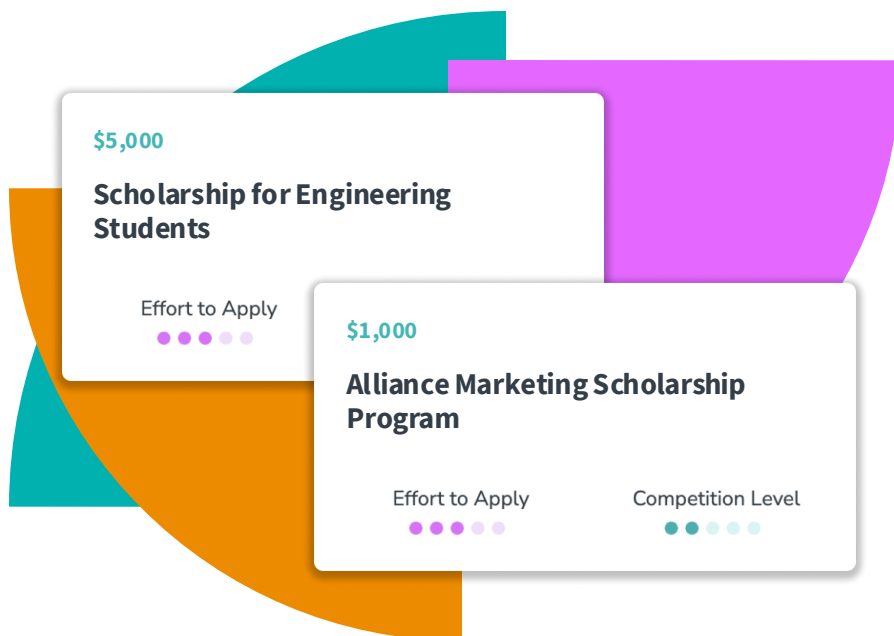 $5,000
Scholarship for Engineering
Students
Effort to Apply
$1,000
Alliance Marketing Scholarship
Program
Effort to Apply
Competition Level